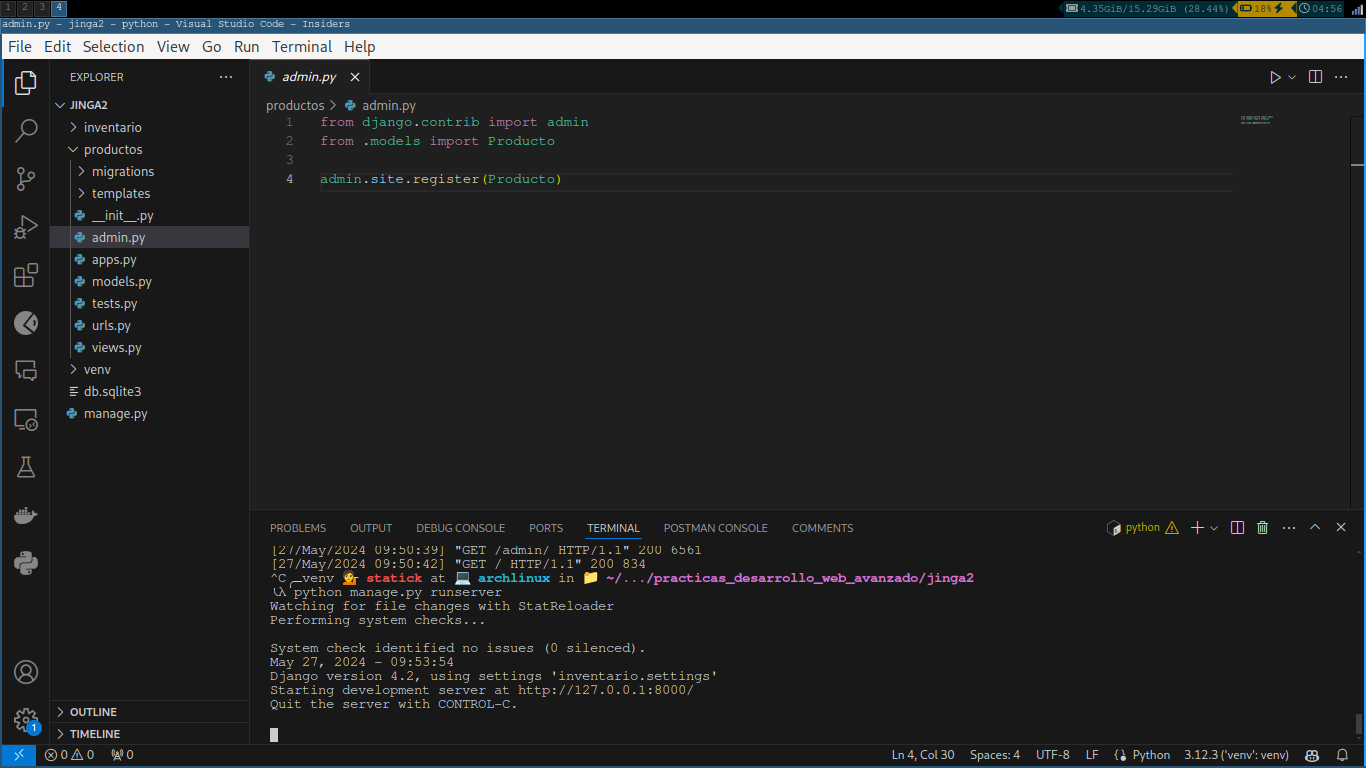 1 2 3 4
4.35GiB/15.29GiB (28.44%) 18% 04:56
admin.py - jinga2 - python - Visual Studio Code - Insiders
File Edit Selection View Go Run Terminal Help
EXPLORER
JINGA2
inventario
productos
migrations
templates
__init__.py
admin.py
apps.py
models.py
tests.py
urls.py
views.py
venv
db.sqlite3
manage.py
OUTLINE
TIMELINE
1
admin.py
productos > admin.py
1 from django.contrib import admin
2 from .models import Producto
3
4 admin.site.register(Producto)
PROBLEMS OUTPUT DEBUG CONSOLE PORTS TERMINAL POSTMAN CONSOLE COMMENTS
python
[27/May/2024 09:50:39] "GET /admin/ HTTP/1.1" 200 6561
[27/May/2024 09:50:42] "GET / HTTP/1.1" 200 834
^C venv 💁 statick at 💻 archlinux in 📁 ~/.../practicas_desarrollo_web_avanzado/jinga2
╰λ python manage.py runserver
Watching for file changes with StatReloader
Performing system checks...
System check identified no issues (0 silenced).
May 27, 2024 - 09:53:54
Django version 4.2, using settings 'inventario.settings'
Starting development server at http://127.0.0.1:8000/
Quit the server with CONTROL-C.
0 0 0 Ln 4, Col 30 Spaces: 4 UTF-8 LF Python 3.12.3 ('venv': venv)